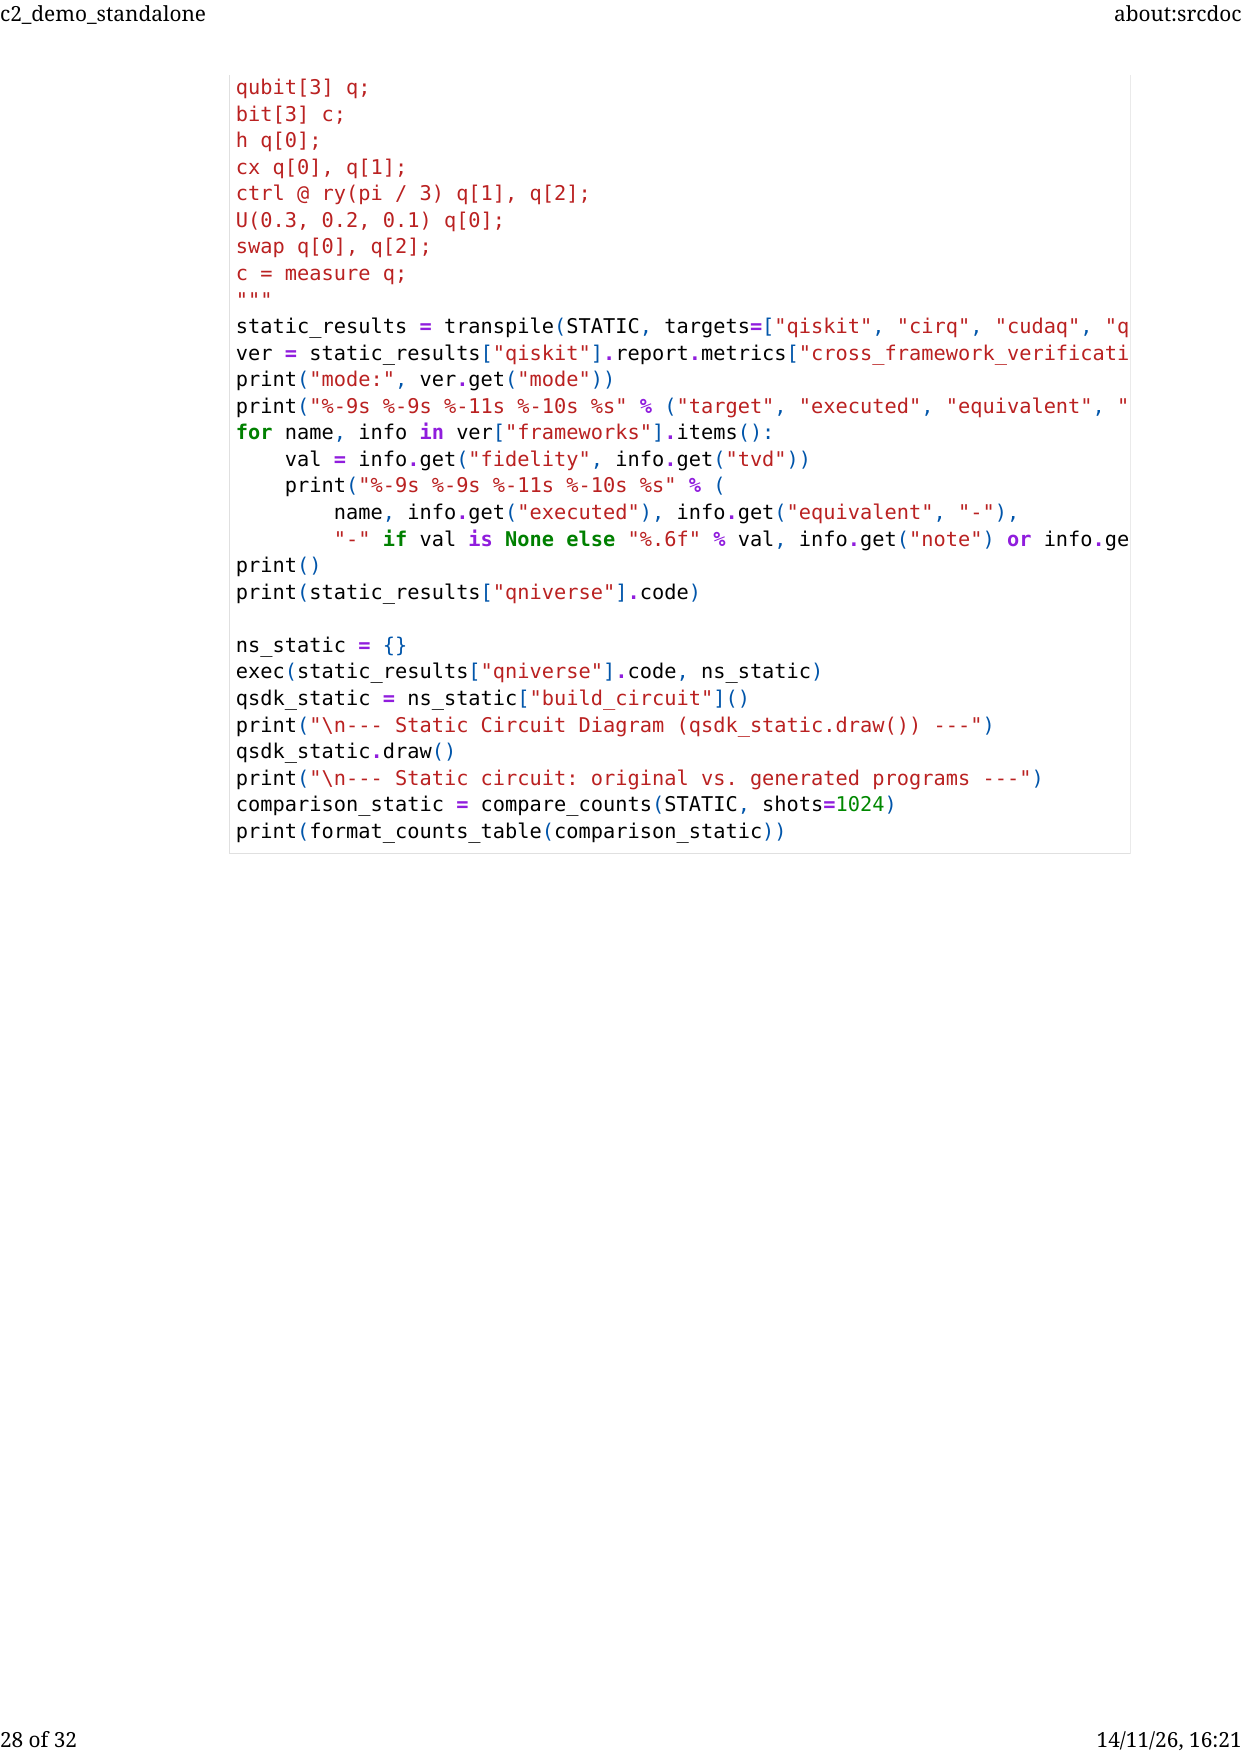 c2_demo_standalone about:srcdoc
qubit[3] q;
bit[3] c;
h q[0];
cx q[0], q[1];
ctrl @ ry(pi / 3) q[1], q[2];
U(0.3, 0.2, 0.1) q[0];
swap q[0], q[2];
c = measure q;
"""
static_results = transpile(STATIC, targets=["qiskit", "cirq", "cudaq", "q
ver = static_results["qiskit"].report.metrics["cross_framework_verificati
print("mode:", ver.get("mode"))
print("%-9s %-9s %-11s %-10s %s" % ("target", "executed", "equivalent", "
for name, info in ver["frameworks"].items():
    val = info.get("fidelity", info.get("tvd"))
    print("%-9s %-9s %-11s %-10s %s" % (
        name, info.get("executed"), info.get("equivalent", "-"),
        "-" if val is None else "%.6f" % val, info.get("note") or info.ge
print()
print(static_results["qniverse"].code)

ns_static = {}
exec(static_results["qniverse"].code, ns_static)
qsdk_static = ns_static["build_circuit"]()
print("\n--- Static Circuit Diagram (qsdk_static.draw()) ---")
qsdk_static.draw()
print("\n--- Static circuit: original vs. generated programs ---")
comparison_static = compare_counts(STATIC, shots=1024)
print(format_counts_table(comparison_static))
28 of 32 14/11/26, 16:21